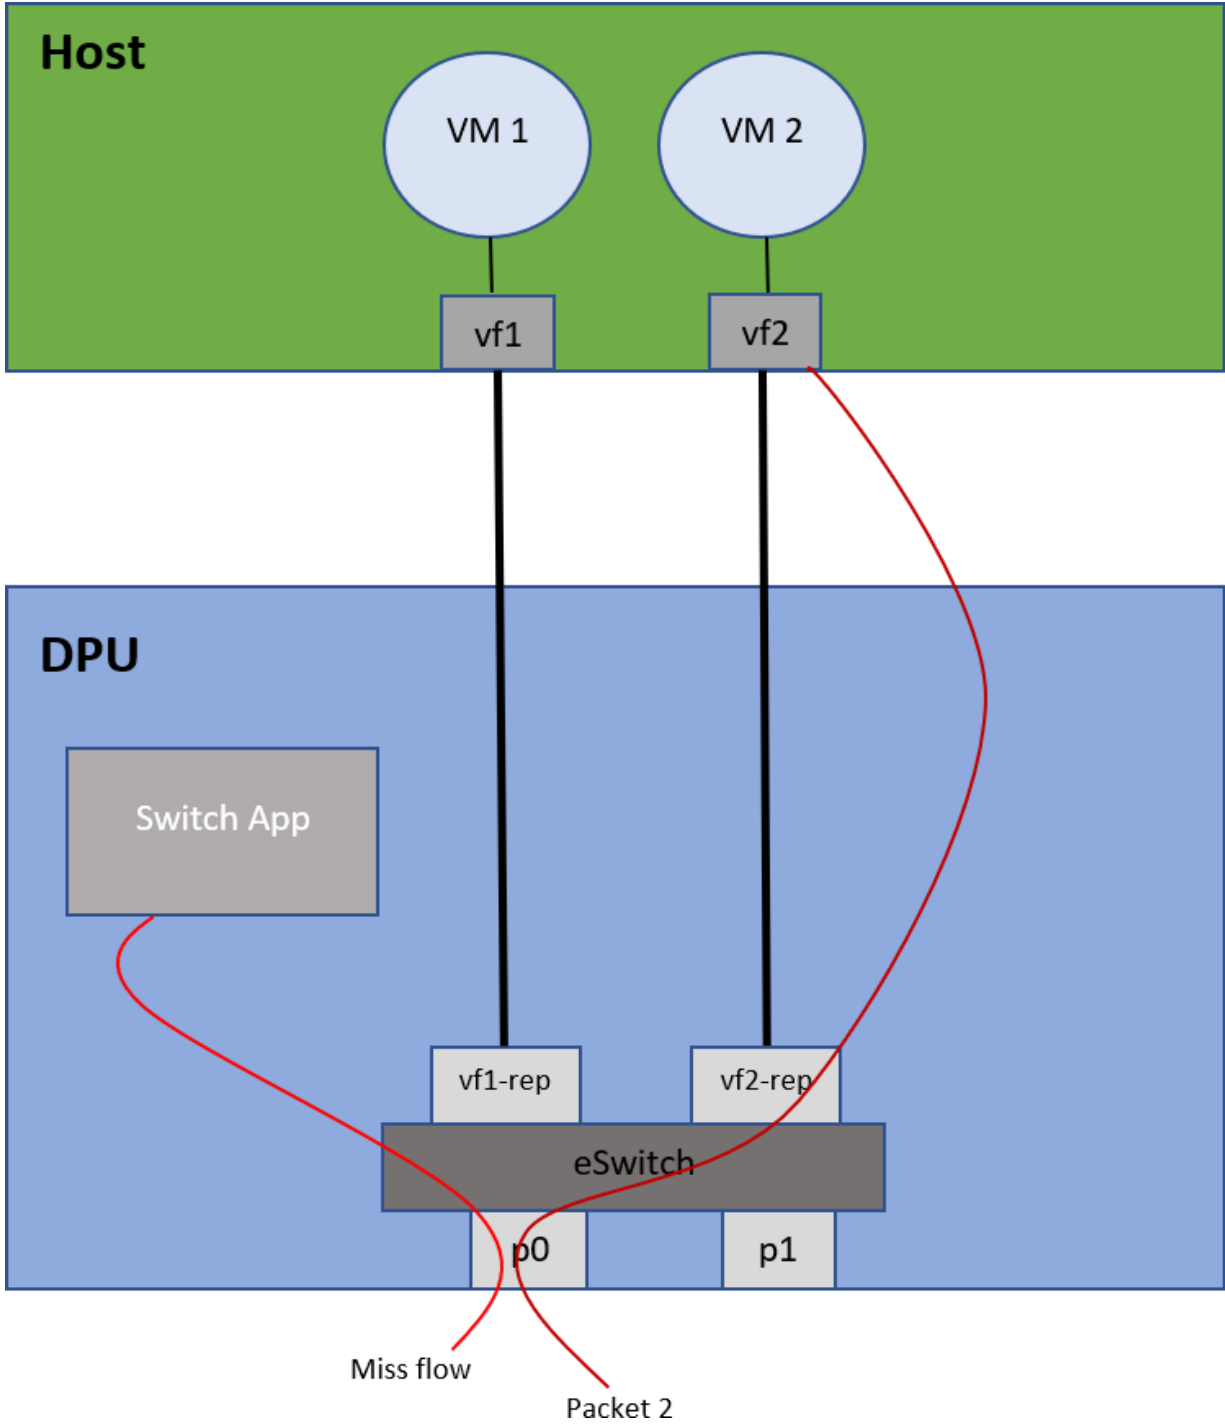 Host
VM 1
VM 2
vf1
vf2
DPU
Switch App
vf1-rep
vf2-rep
eSwitch
p0
p1
Miss flow
Packet 2